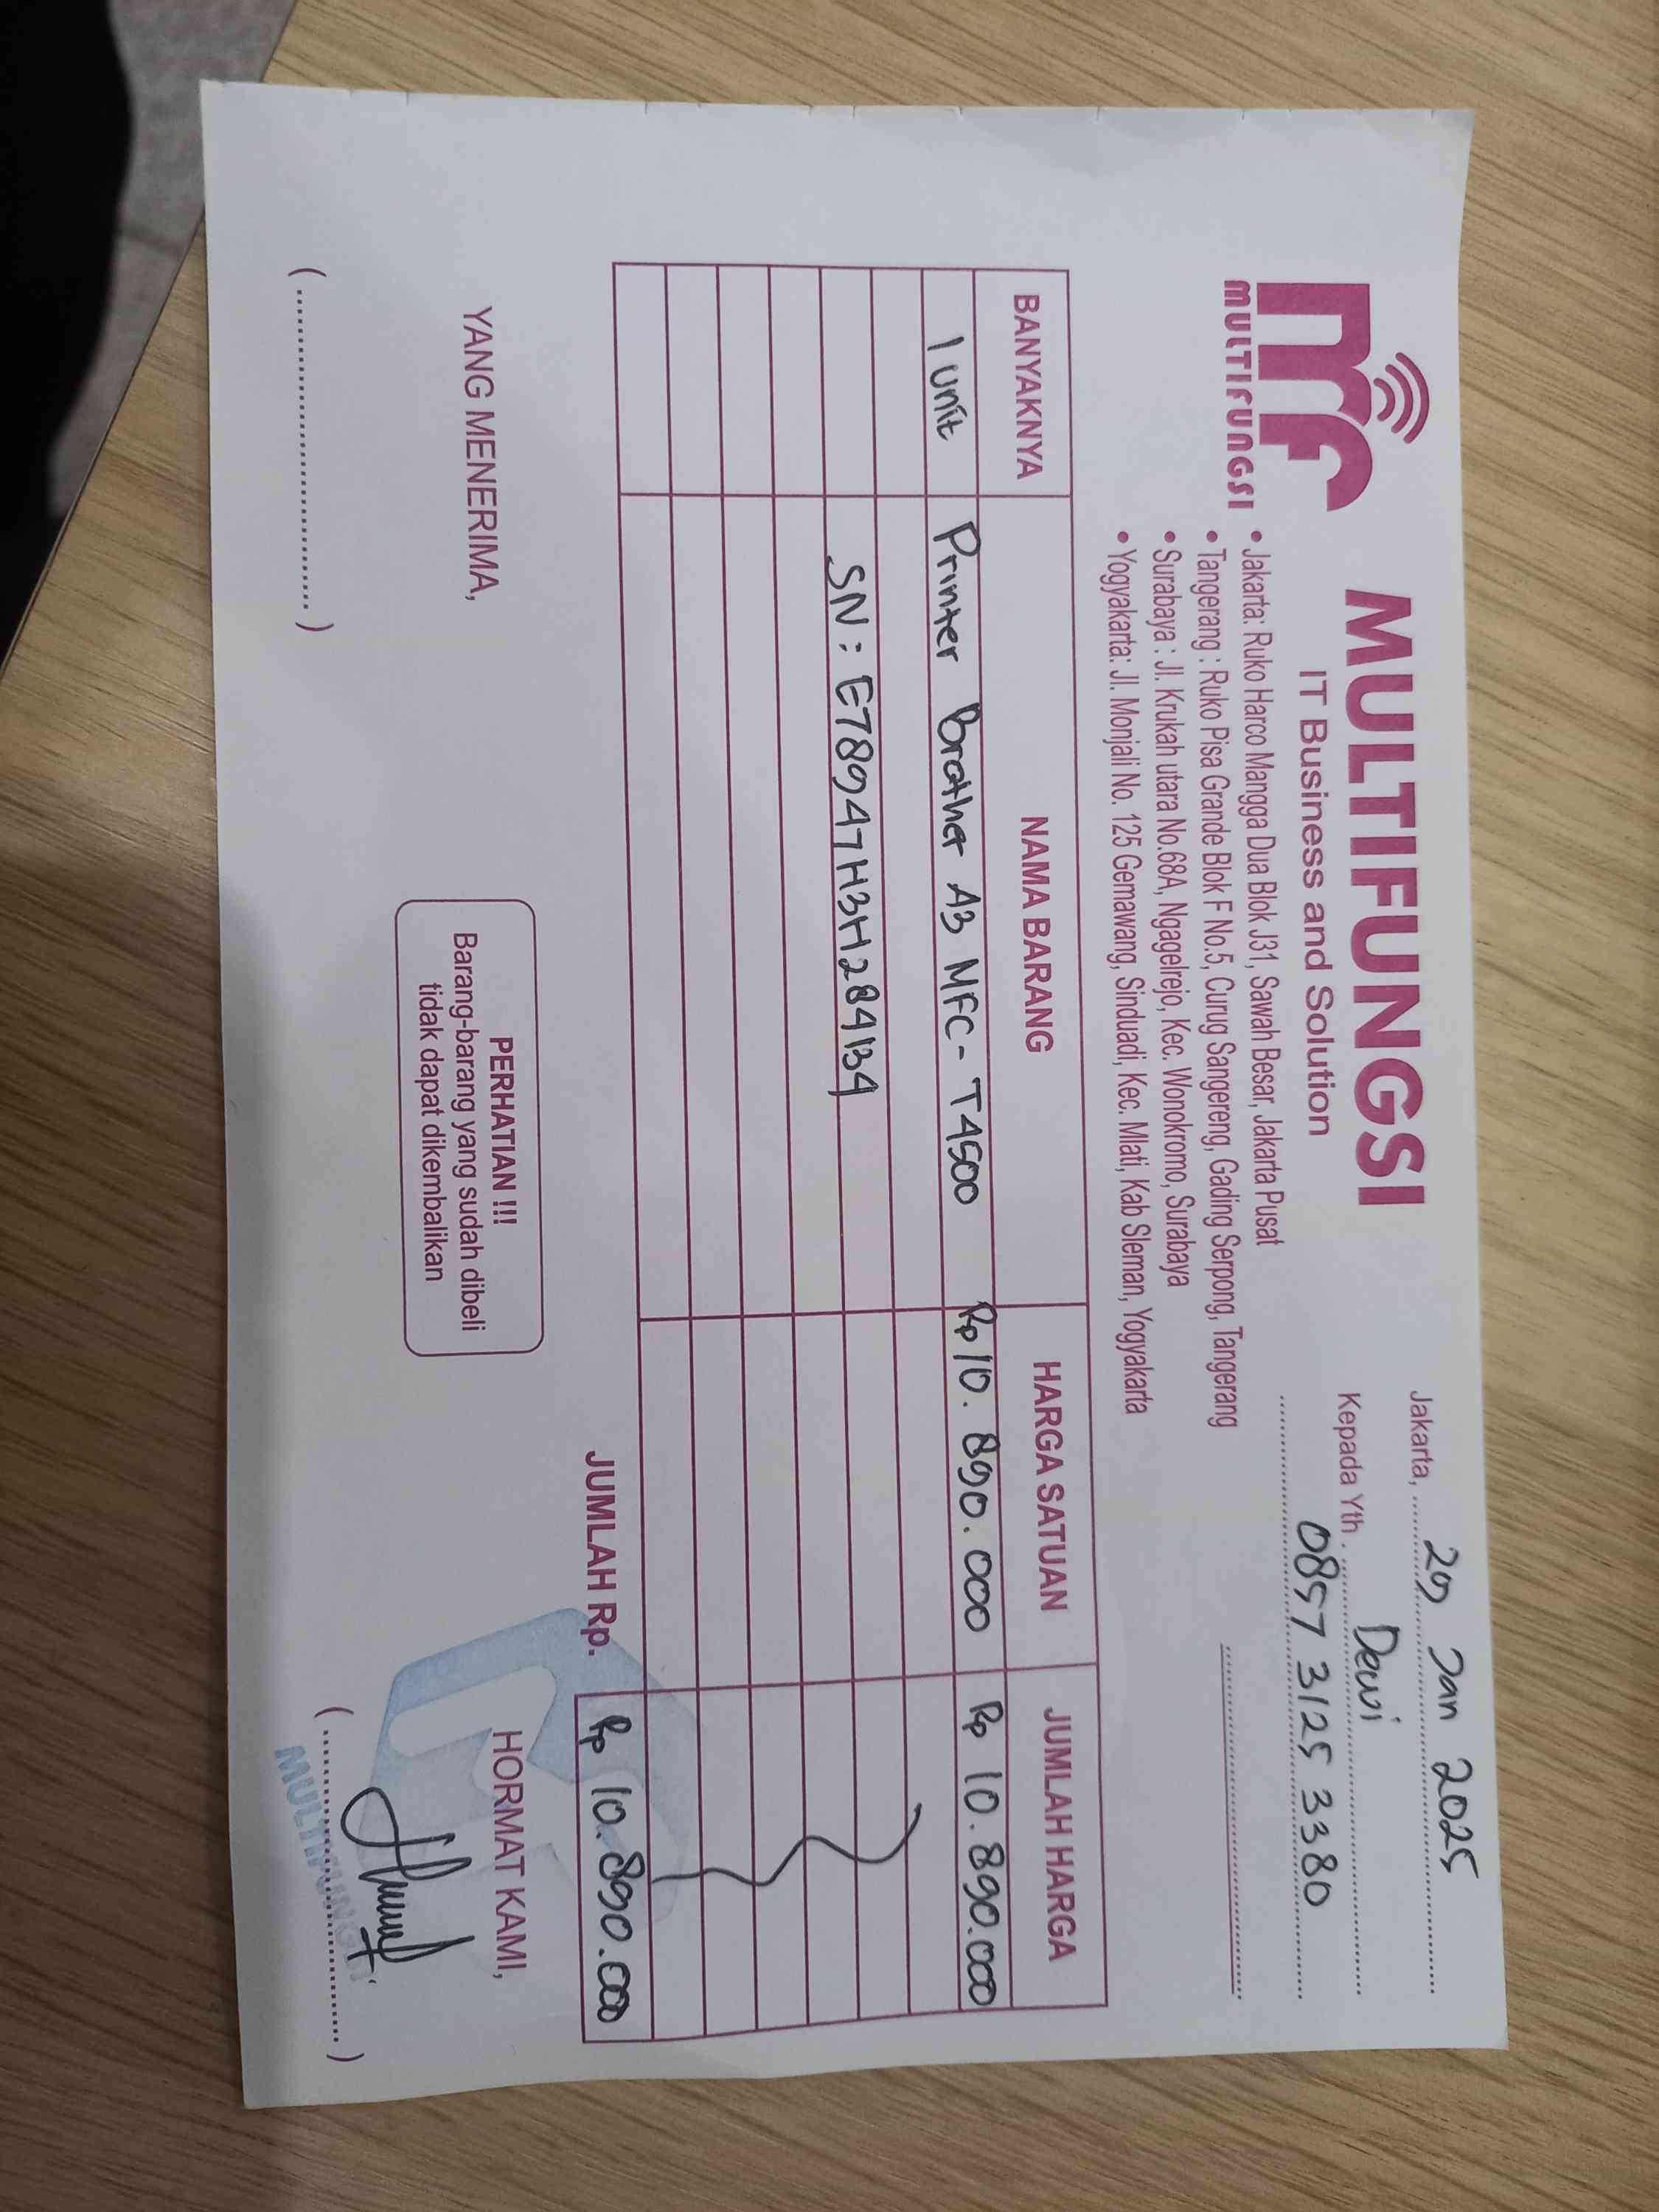 MULTIFUNGSI
MULTIFUNGSI
IT Business and Solution
• Jakarta: Ruko Harco Mangga Dua Blok J31, Sawah Besar, Jakarta Pusat
• Tangerang : Ruko Pisa Grande Blok F No.5, Curug Sangereng, Gading Serpong, Tangerang
• Surabaya : Jl. Krukah utara No.68A, Ngagelrejo, Kec. Wonokromo, Surabaya
• Yogyakarta: Jl. Monjali No. 125 Gemawang, Sinduadi, Kec. Mlati, Kab Sleman, Yogyakarta
Jakarta, 29 Jan 2025
Kepada Yth. Dewi
0857 3125 3380
BANYAKNYA NAMA BARANG HARGA SATUAN JUMLAH HARGA
1 unit Printer Brother A3 MFC-T4500 Rp 10.890.000 Rp 10.890.000
SN : E78947H3H284134
JUMLAH Rp. Rp 10.890.000
YANG MENERIMA,
PERHATIAN !!!
Barang-barang yang sudah dibeli
tidak dapat dikembalikan
HORMAT KAMI,
MULTIFUNGSI